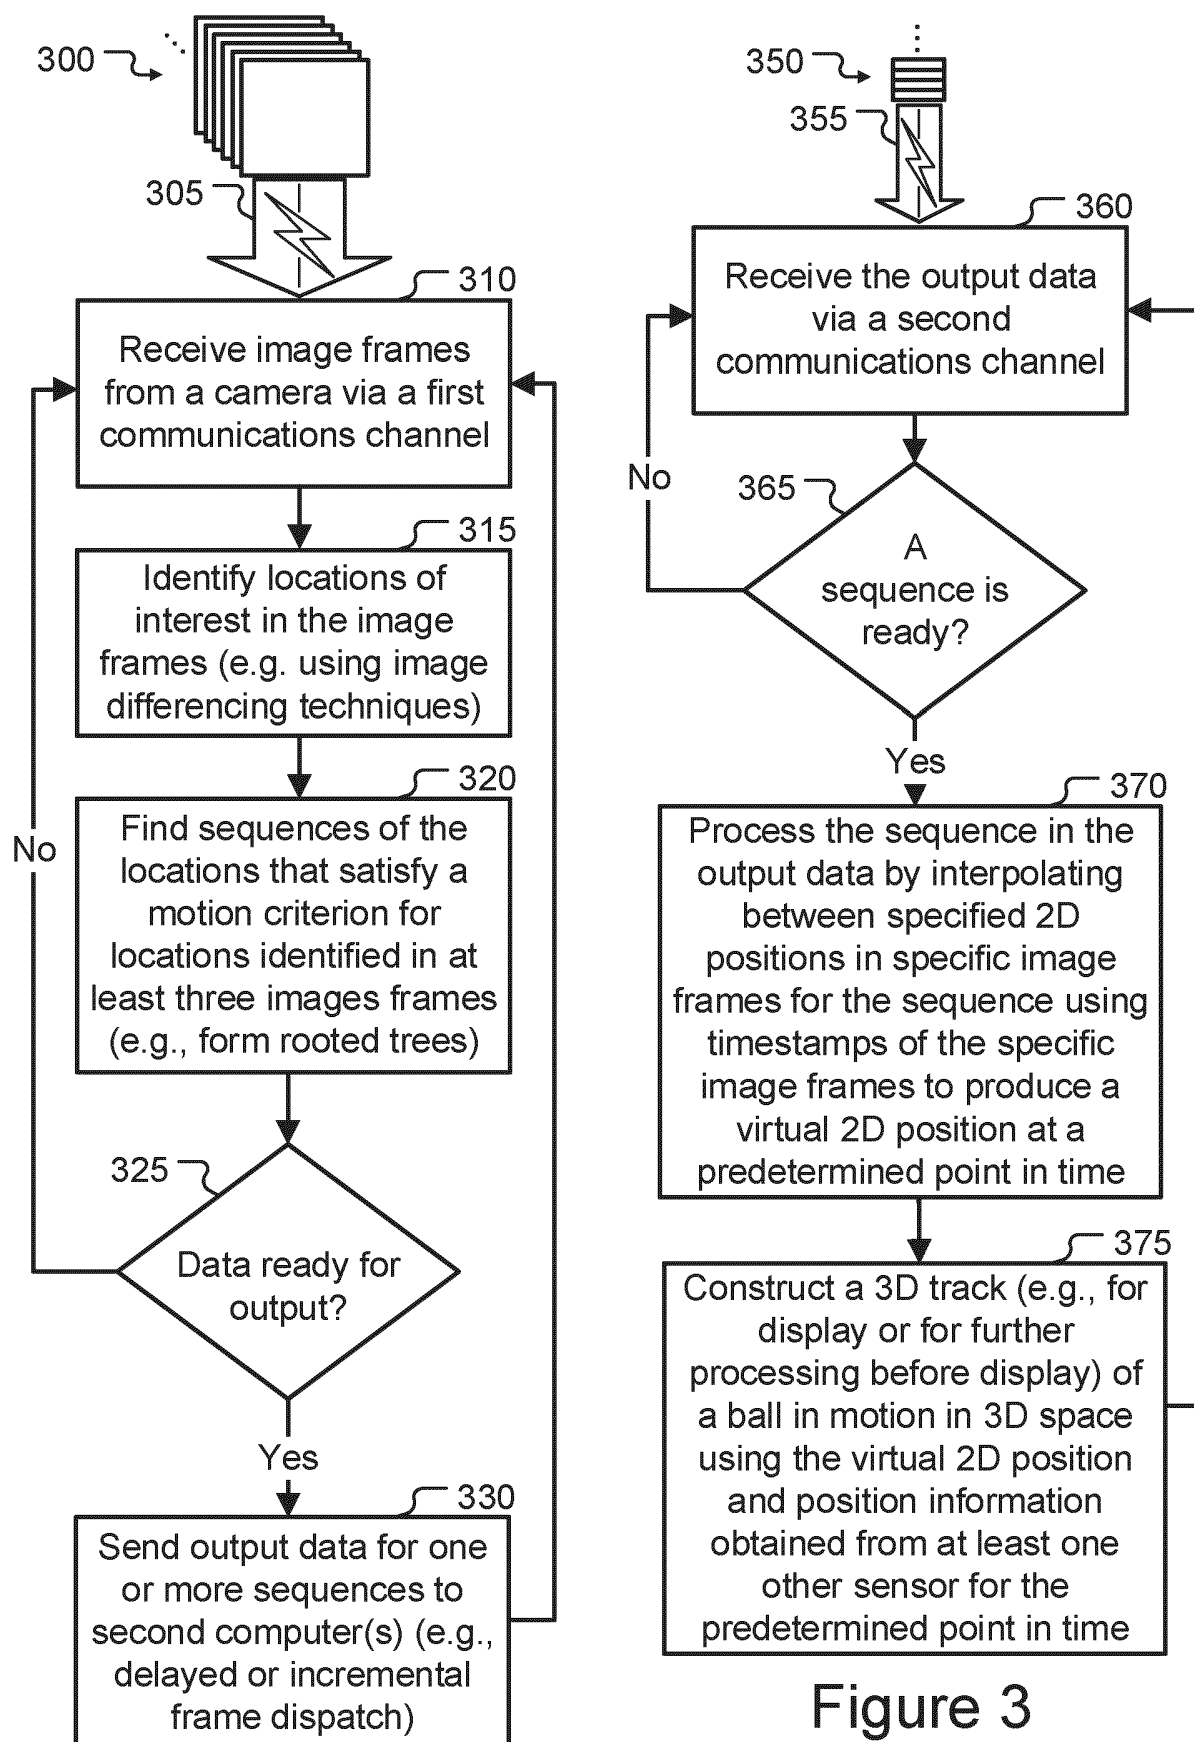 300
305
310
Receive image frames
from a camera via a first
communications channel
315
Identify locations of
interest in the image
frames (e.g. using image
differencing techniques)
320
Find sequences of the
locations that satisfy a
motion criterion for
locations identified in at
least three images frames
(e.g., form rooted trees)
No
325
Data ready for
output?
Yes
330
Send output data for one
or more sequences to
second computer(s) (e.g.,
delayed or incremental
frame dispatch)
350
355
360
Receive the output data
via a second
communications channel
No
365
A
sequence is
ready?
Yes
370
Process the sequence in the
output data by interpolating
between specified 2D
positions in specific image
frames for the sequence using
timestamps of the specific
image frames to produce a
virtual 2D position at a
predetermined point in time
375
Construct a 3D track (e.g., for
display or for further
processing before display) of
a ball in motion in 3D space
using the virtual 2D position
and position information
obtained from at least one
other sensor for the
predetermined point in time
Figure 3